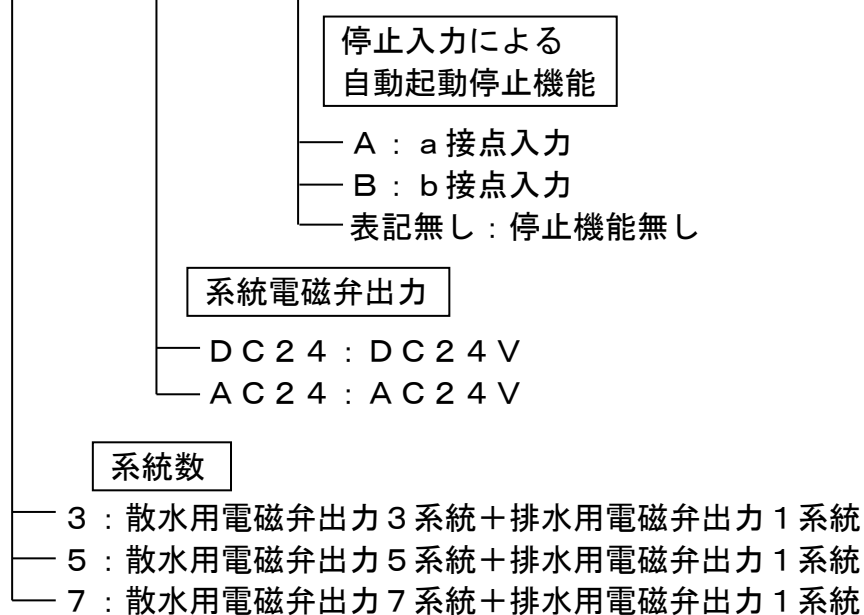 停止入力による
自動起動停止機能
A：a接点入力
B：b接点入力
表記無し：停止機能無し
系統電磁弁出力
DC24：DC24V
AC24：AC24V
系統数
3：散水用電磁弁出力3系統＋排水用電磁弁出力1系統
5：散水用電磁弁出力5系統＋排水用電磁弁出力1系統
7：散水用電磁弁出力7系統＋排水用電磁弁出力1系統